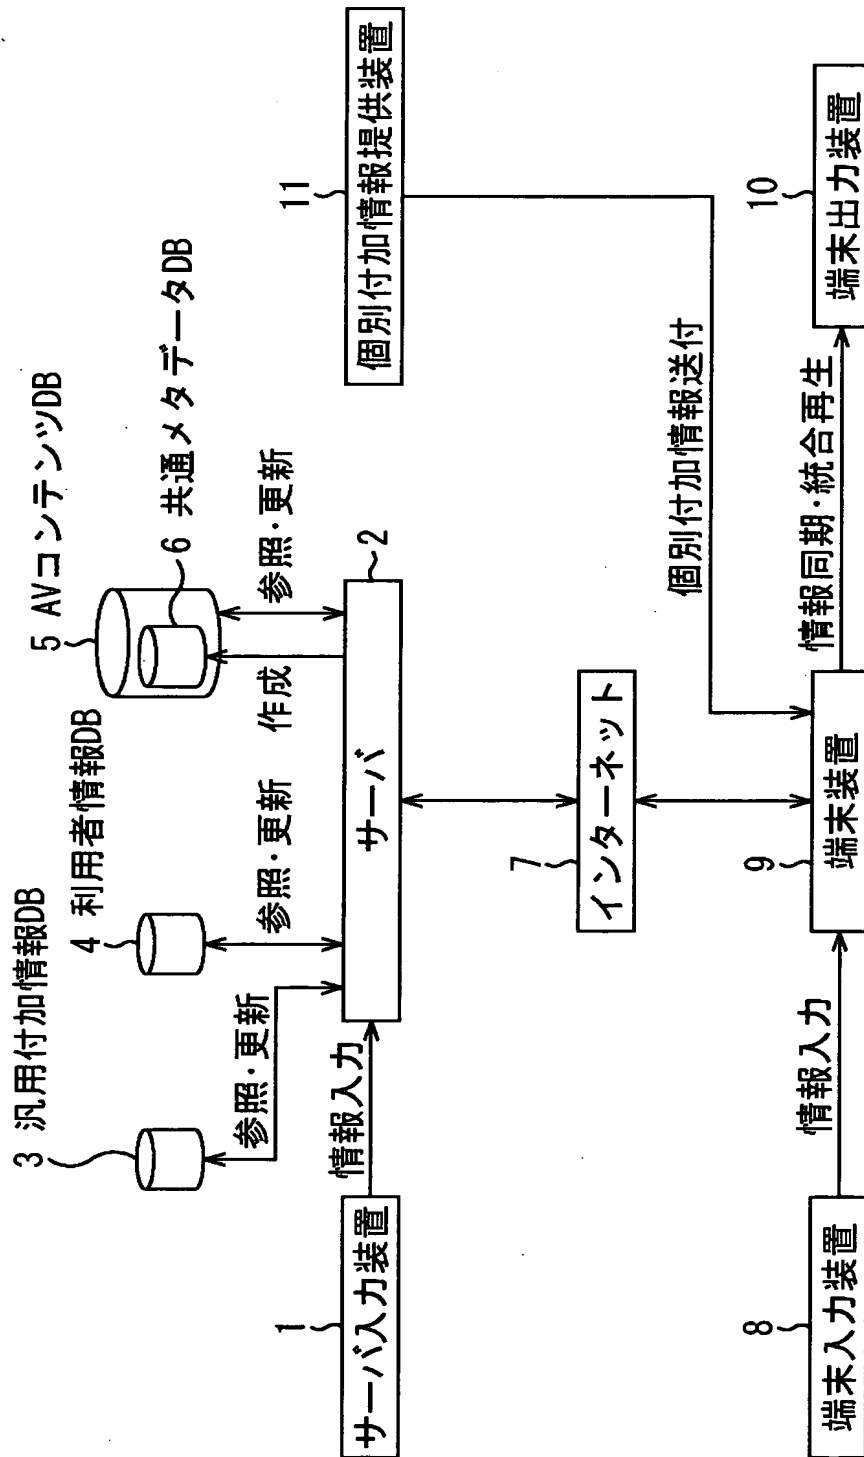 3 汎用付加情報DB
4 利用者情報DB
5 AVコンテンツDB
6 共通メタデータDB
参照・更新
参照・更新
作成
参照・更新
1
サーバ入力装置
情報入力
2
サーバ
11
個別付加情報提供装置
7
インターネット
個別付加情報送付
8
端末入力装置
情報入力
9
端末装置
情報同期・統合再生
10
端末出力装置